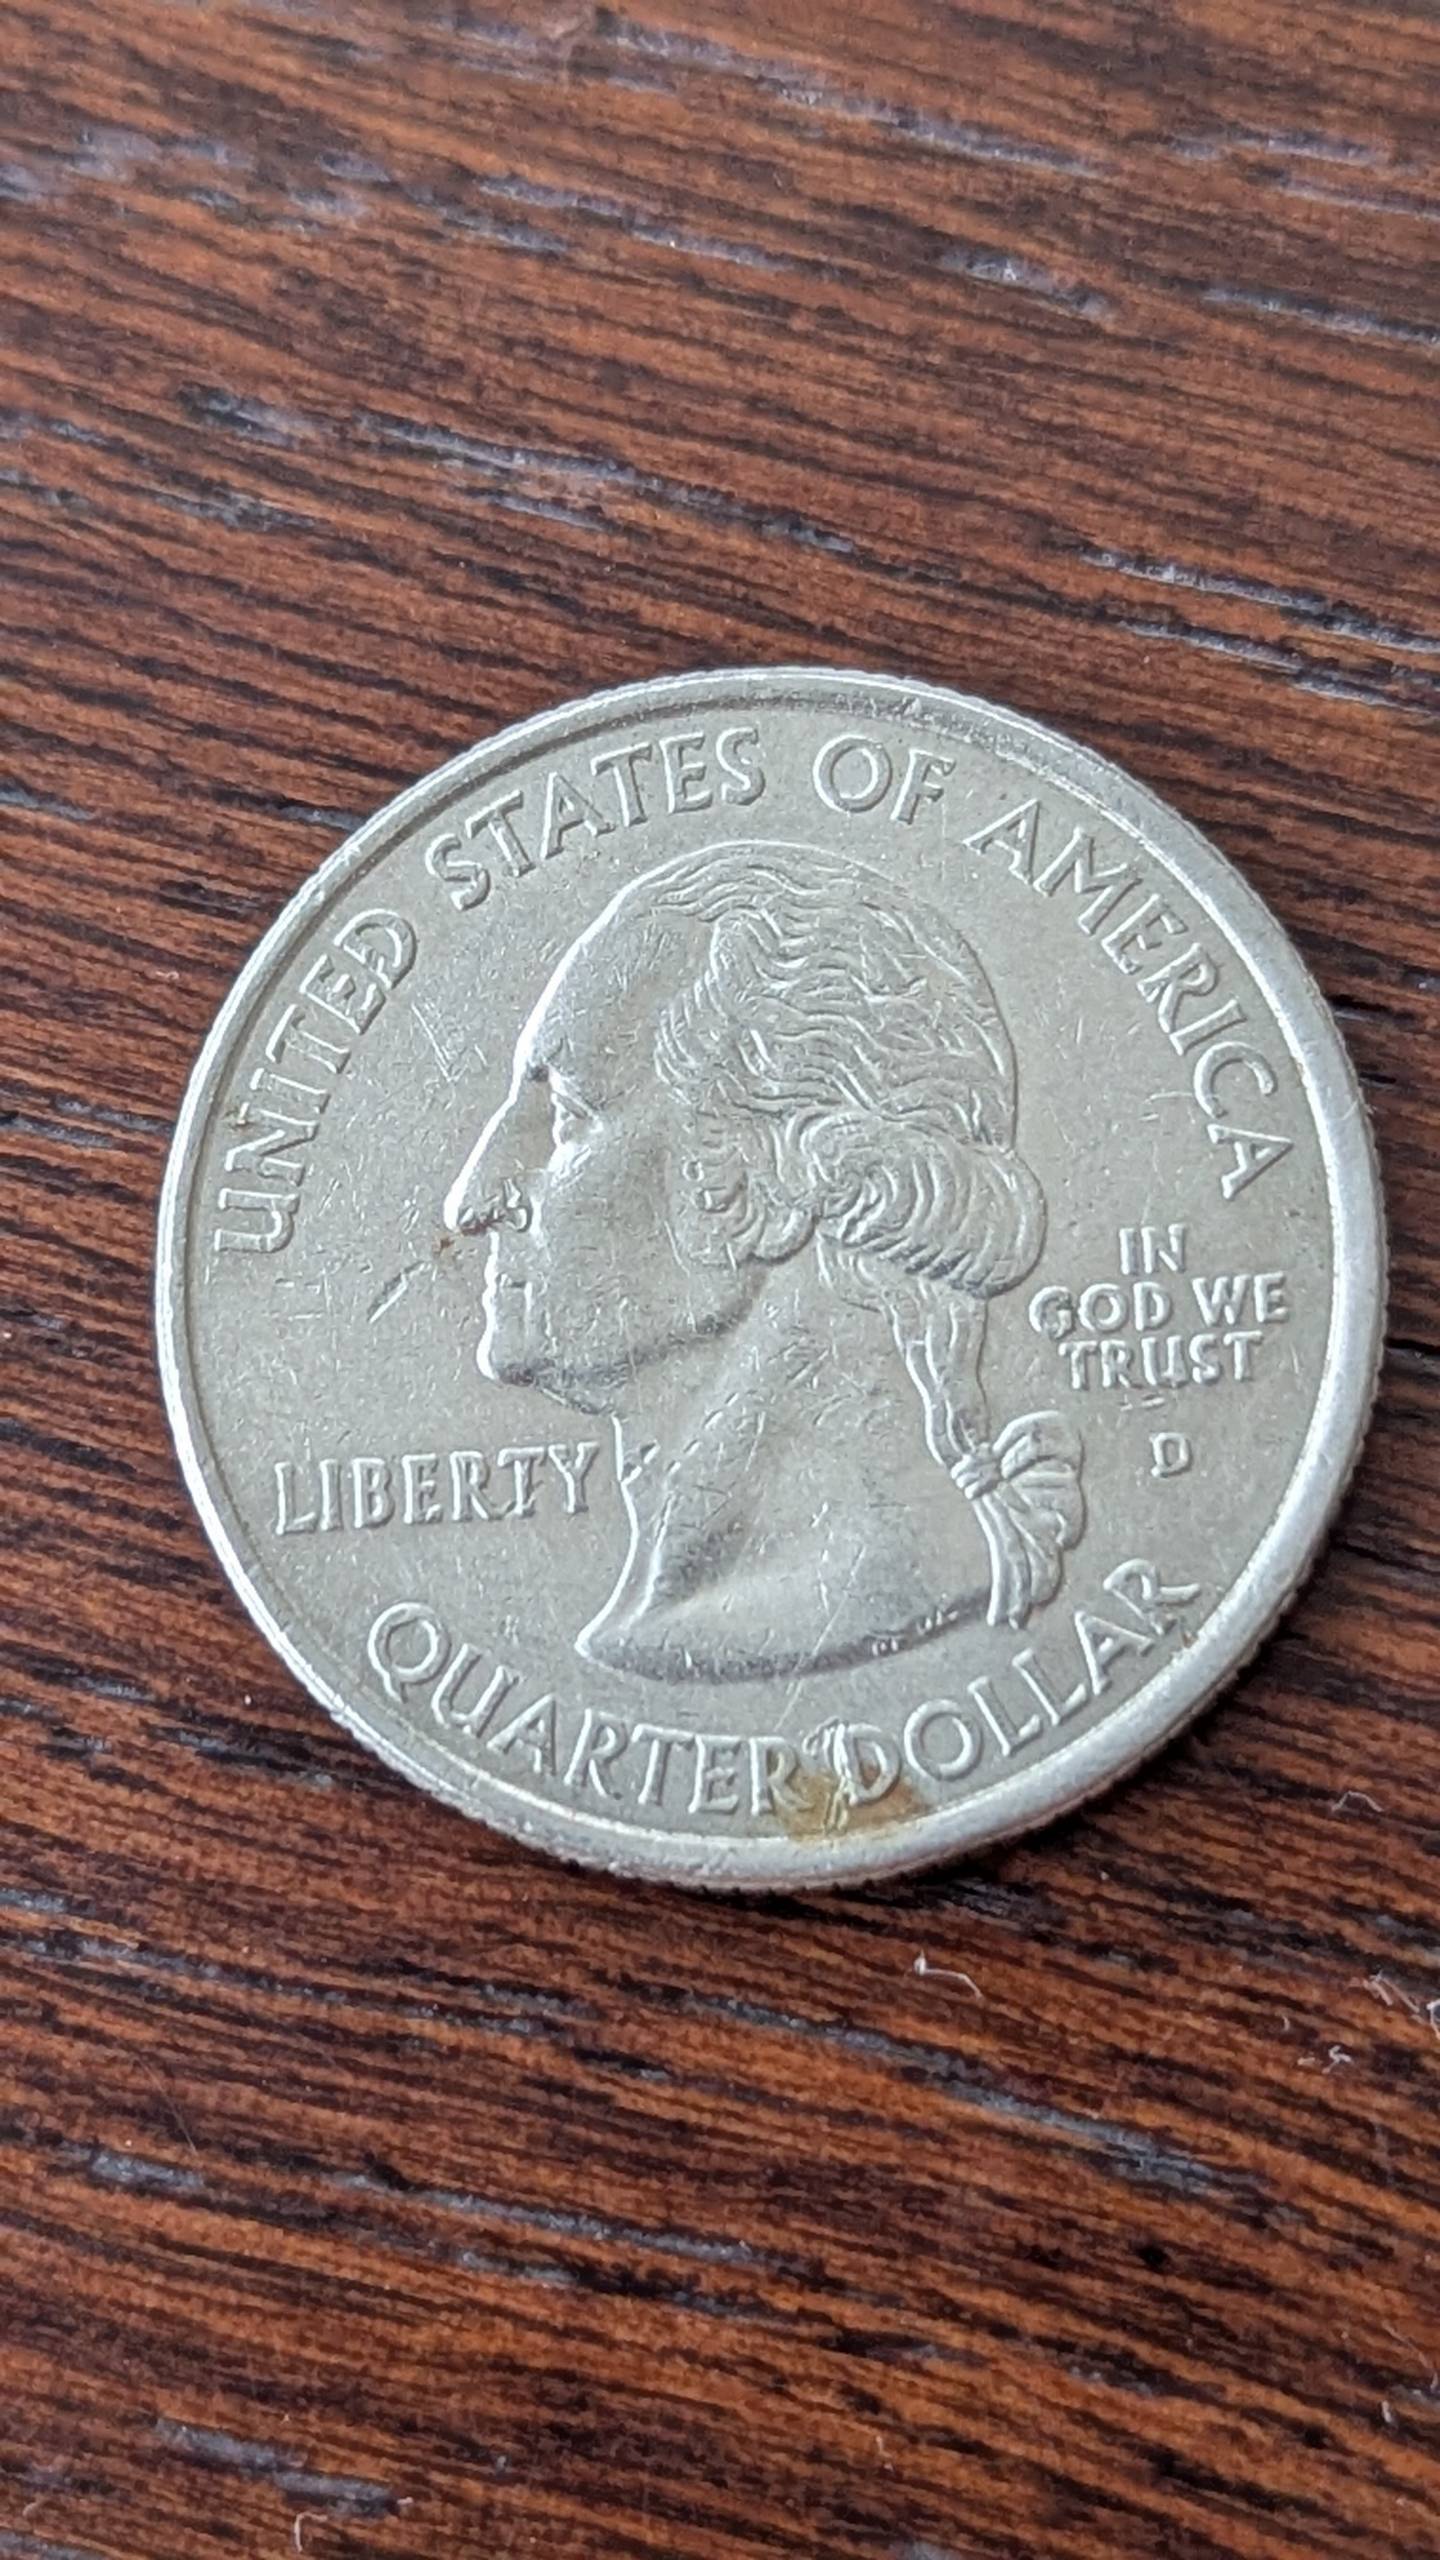 UNITED STATES OF AMERICA
IN
GOD WE
TRUST
D
LIBERTY
QUARTER DOLLAR